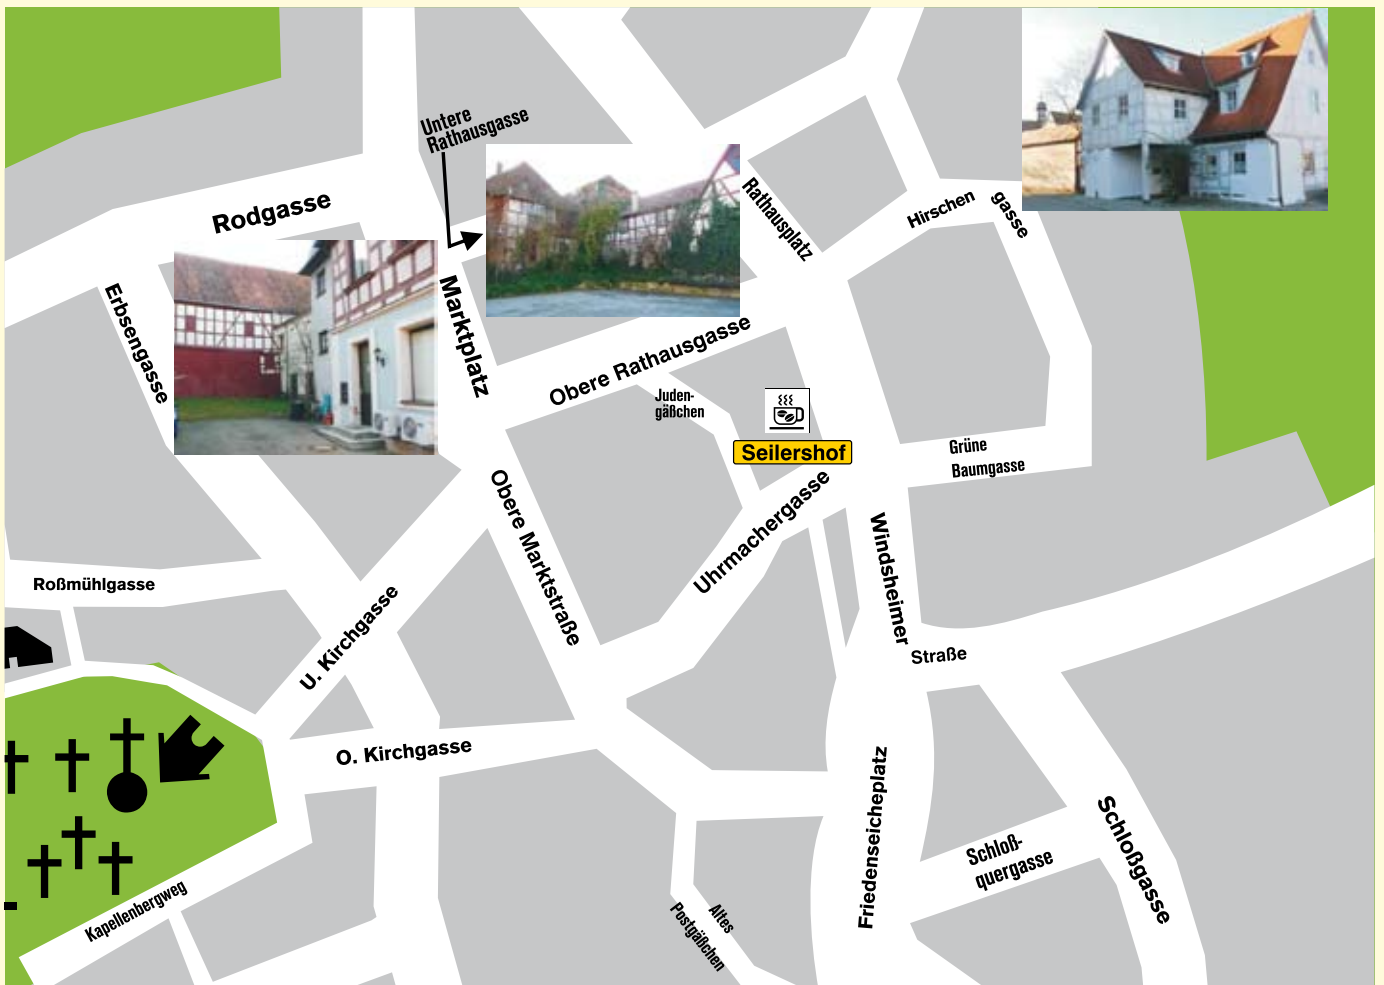 Untere
Rathausgasse
Rodgasse
Rathausplatz
Hirschen
gasse
Erbsengasse
Marktplatz
Obere Rathausgasse
Juden-
gäßchen
Seilershof
Grüne
Baumgasse
Obere Marktstraße
Uhrmachergasse
Windsheimer
Straße
Roßmühlgasse
U. Kirchgasse
O. Kirchgasse
Friedenseicheplatz
Schloß-
quergasse
Schloßgasse
Kapellenbergweg
Altes
Postgäßchen